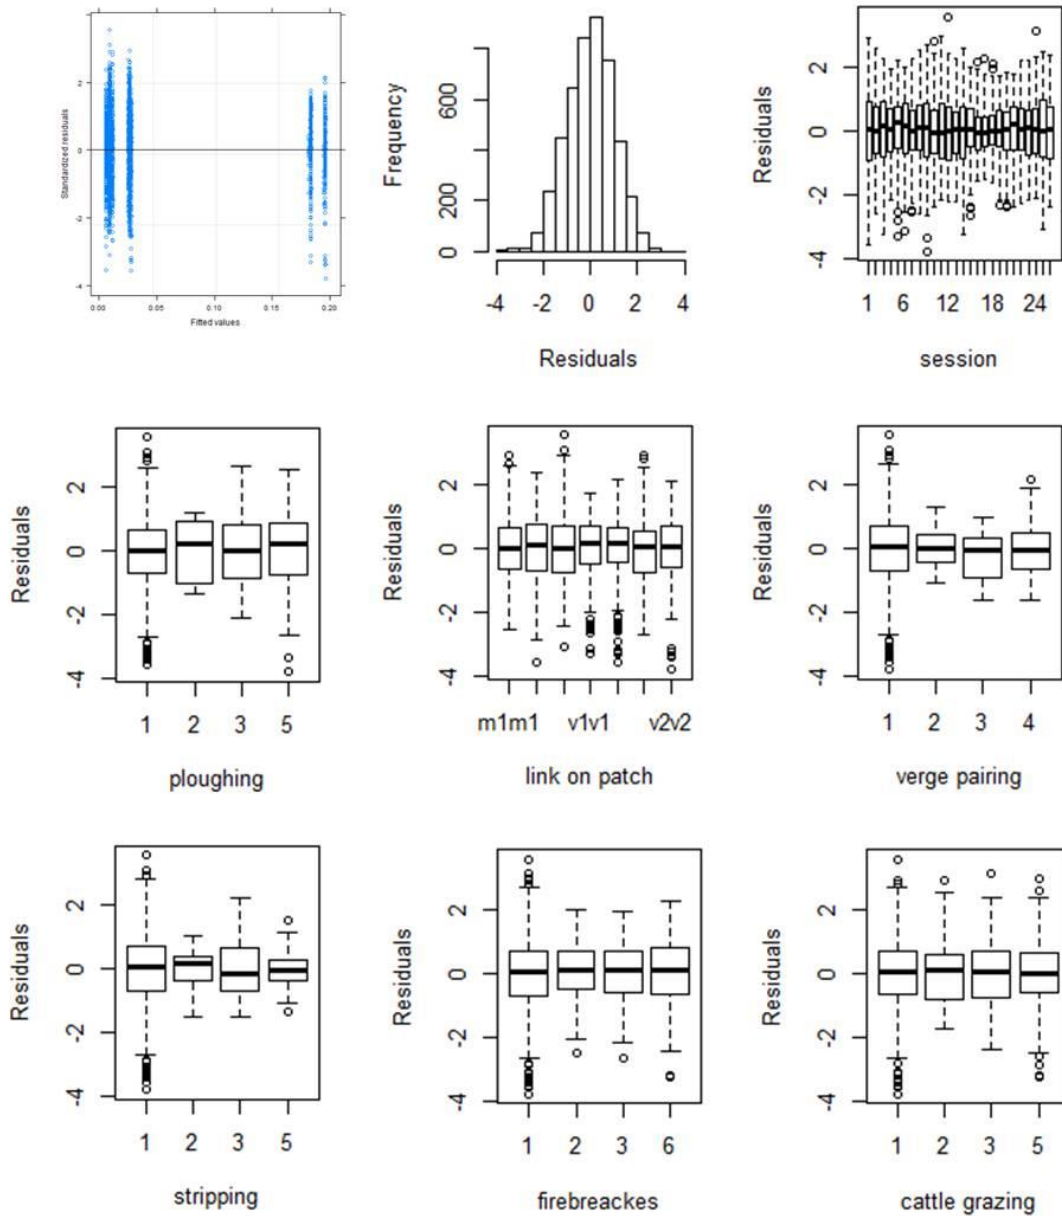 Standardized residuals
2
0
-2
-4
0.00 0.05 0.10 0.15 0.20
Fitted values
Frequency
600
200
0
-4 -2 0 2 4
Residuals
Residuals
2
0
-2
-4
1 6 12 18 24
session
Residuals
2
0
-2
-4
1 2 3 5
ploughing
Residuals
2
0
-2
-4
m1m1 v1v1 v2v2
link on patch
Residuals
2
0
-2
-4
1 2 3 4
verge pairing
Residuals
2
0
-2
-4
1 2 3 5
stripping
Residuals
2
0
-2
-4
1 2 3 6
firebreackes
Residuals
2
0
-2
-4
1 2 3 5
cattle grazing